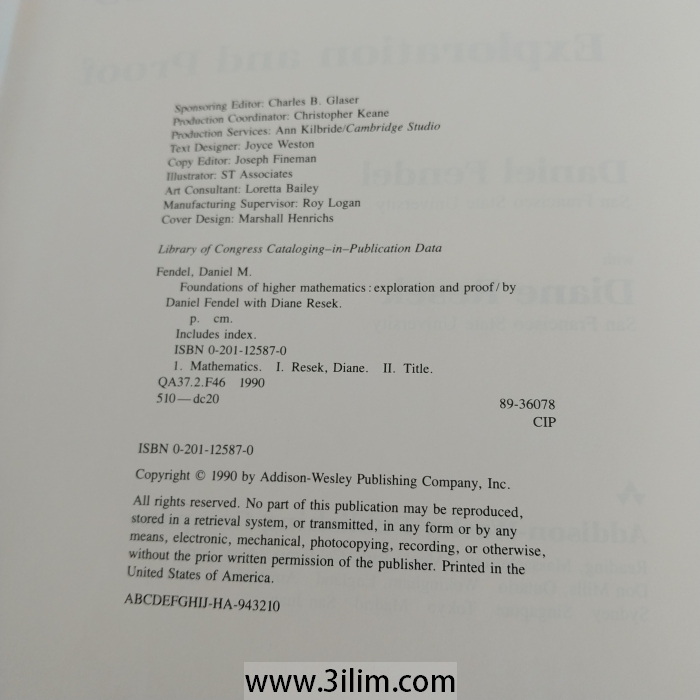 Sponsoring Editor: Charles B. Glaser
Production Coordinator: Christopher Keane
Production Services: Ann Kilbride/Cambridge Studio
Text Designer: Joyce Weston
Copy Editor: Joseph Fineman
Illustrator: ST Associates
Art Consultant: Loretta Bailey
Manufacturing Supervisor: Roy Logan
Cover Design: Marshall Henrichs
Library of Congress Cataloging-in-Publication Data
Fendel, Daniel M.
Foundations of higher mathematics : exploration and proof / by
Daniel Fendel with Diane Resek.
p. cm.
Includes index.
ISBN 0-201-12587-0
1. Mathematics. I. Resek, Diane. II. Title.
QA37.2.F46 1990
510—dc20
89-36078
CIP
ISBN 0-201-12587-0
Copyright © 1990 by Addison-Wesley Publishing Company, Inc.
All rights reserved. No part of this publication may be reproduced,
stored in a retrieval system, or transmitted, in any form or by any
means, electronic, mechanical, photocopying, recording, or otherwise,
without the prior written permission of the publisher. Printed in the
United States of America.
ABCDEFGHIJ-HA-943210
www.3ilim.com